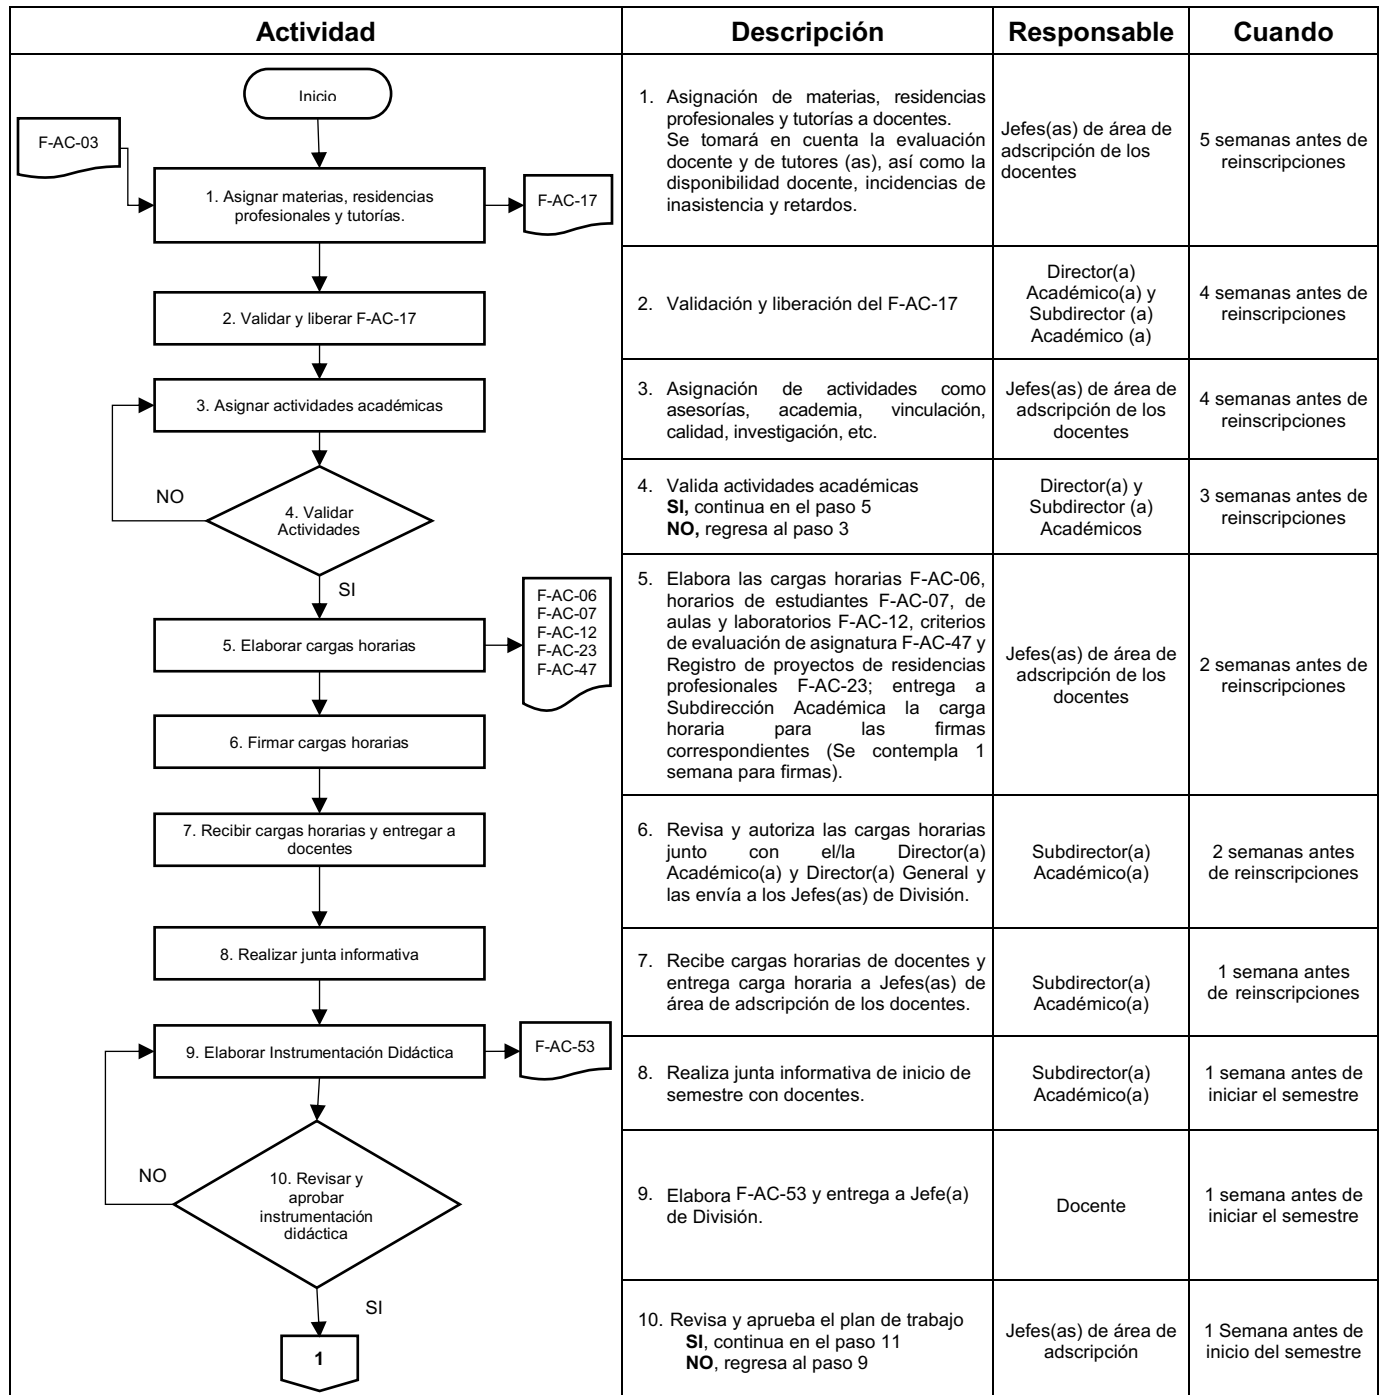 Actividad
Descripción
Responsable
Cuando
Inicio
F-AC-03
1. Asignar materias, residencias
profesionales y tutorías.
F-AC-17
2. Validar y liberar F-AC-17
3. Asignar actividades académicas
NO
4. Validar
Actividades
SI
5. Elaborar cargas horarias
F-AC-06
F-AC-07
F-AC-12
F-AC-23
F-AC-47
6. Firmar cargas horarias
7. Recibir cargas horarias y entregar a
docentes
8. Realizar junta informativa
9. Elaborar Instrumentación Didáctica
F-AC-53
NO
10. Revisar y
aprobar
instrumentación
didáctica
SI
1
1. Asignación de materias, residencias
profesionales y tutorías a docentes.
Se tomará en cuenta la evaluación
docente y de tutores (as), así como la
disponibilidad docente, incidencias de
inasistencia y retardos.
Jefes(as) de área de
adscripción de los
docentes
5 semanas antes de
reinscripciones
2. Validación y liberación del F-AC-17
Director(a)
Académico(a) y
Subdirector (a)
Académico (a)
4 semanas antes de
reinscripciones
3. Asignación de actividades como
asesorías, academia, vinculación,
calidad, investigación, etc.
Jefes(as) de área de
adscripción de los
docentes
4 semanas antes de
reinscripciones
4. Valida actividades académicas
SI, continua en el paso 5
NO, regresa al paso 3
Director(a) y
Subdirector (a)
Académicos
3 semanas antes de
reinscripciones
5. Elabora las cargas horarias F-AC-06,
horarios de estudiantes F-AC-07, de
aulas y laboratorios F-AC-12, criterios
de evaluación de asignatura F-AC-47 y
Registro de proyectos de residencias
profesionales F-AC-23; entrega a
Subdirección Académica la carga
horaria para las firmas
correspondientes (Se contempla 1
semana para firmas).
Jefes(as) de área de
adscripción de los
docentes
2 semanas antes de
reinscripciones
6. Revisa y autoriza las cargas horarias
junto con el/la Director(a)
Académico(a) y Director(a) General y
las envía a los Jefes(as) de División.
Subdirector(a)
Académico(a)
2 semanas antes
de reinscripciones
7. Recibe cargas horarias de docentes y
entrega carga horaria a Jefes(as) de
área de adscripción de los docentes.
Subdirector(a)
Académico(a)
1 semana antes
de reinscripciones
8. Realiza junta informativa de inicio de
semestre con docentes.
Subdirector(a)
Académico(a)
1 semana antes de
iniciar el semestre
9. Elabora F-AC-53 y entrega a Jefe(a)
de División.
Docente
1 semana antes de
iniciar el semestre
10. Revisa y aprueba el plan de trabajo
SI, continua en el paso 11
NO, regresa al paso 9
Jefes(as) de área de
adscripción
1 Semana antes de
inicio del semestre